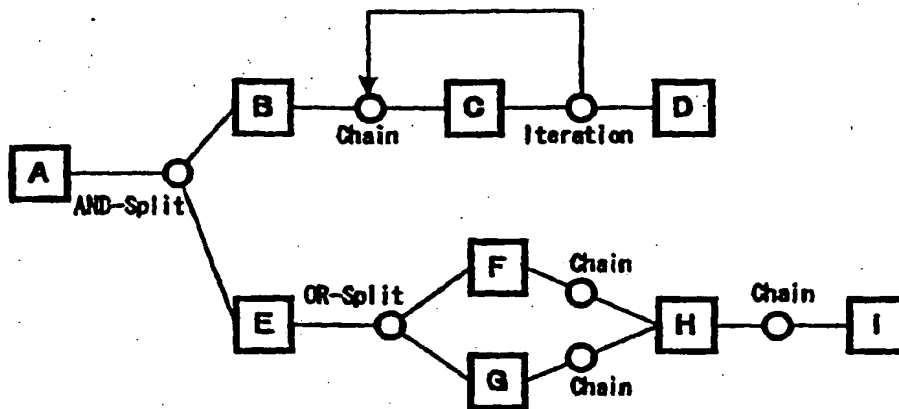 B
C
D
Chain
Iteration
A
AND-Split
F
Chain
OR-Split
Chain
E
H
I
G
Chain